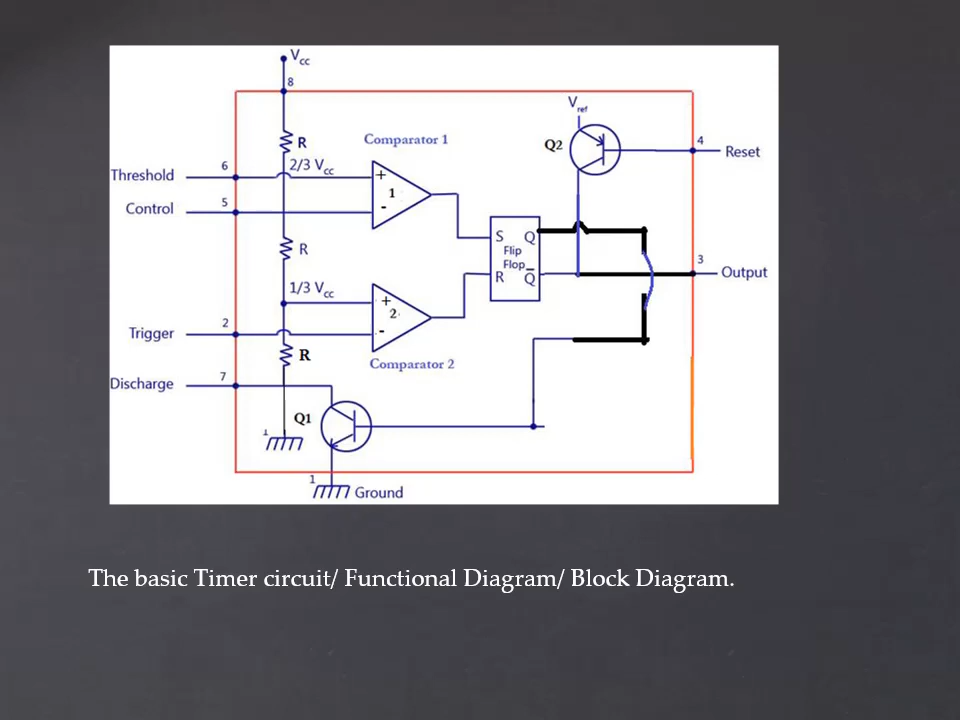 Vcc
8
R
Comparator 1
Vref
Q2
4
Reset
Threshold
6
2/3 Vcc
+
1
-
Control
5
S Q
Flip
Flop
R Q̅
R
3
Output
1/3 Vcc
+
2
-
Trigger
2
R
Comparator 2
Discharge
7
Q1
1
1
Ground
The basic Timer circuit/ Functional Diagram/ Block Diagram.